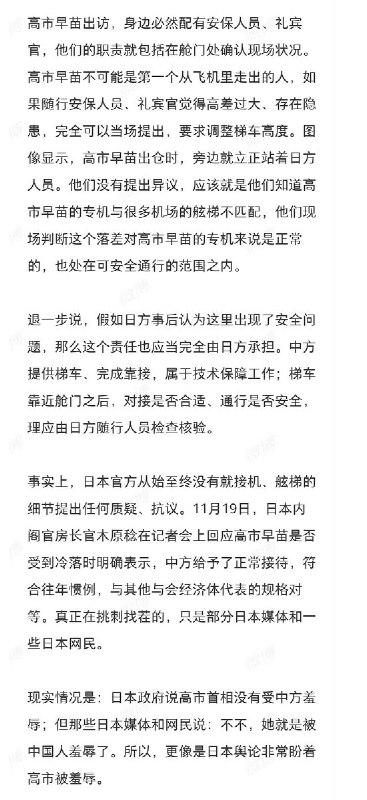 高市早苗出访，身边必然配有安保人员、礼宾
官，他们的职责就包括在舱门处确认现场状况。
高市早苗不可能是第一个从飞机里走出的人，如
果随行安保人员、礼宾官觉得高差过大、存在隐
患，完全可以当场提出，要求调整梯车高度。图
像显示，高市早苗出仓时，旁边就立正站着日方
人员。他们没有提出异议，应该就是他们知道高
市早苗的专机与很多机场的舷梯不匹配，他们现
场判断这个落差对高市早苗的专机来说是正常
的，也处在可安全通行的范围之内。
退一步说，假如日方事后认为这里出现了安全问
题，那么这个责任也应当完全由日方承担。中方
提供梯车、完成靠接，属于技术保障工作；梯车
靠近舱门之后，对接是否合适、通行是否安全，
理应由日方随行人员检查核验。
事实上，日本官方从始至终没有就接机、舷梯的
细节提出任何质疑、抗议。11月19日，日本内
阁官房长官木原稔在记者会上回应高市早苗是否
受到冷落时明确表示，中方给予了正常接待，符
合往年惯例，与其他与会经济体代表的规格对
等。真正在挑刺找茬的，只是部分日本媒体和一
些日本网民。
现实情况是：日本政府说高市首相没有受中方羞
辱；但那些日本媒体和网民说：不不，她就是被
中国人羞辱了。所以，更像是日本舆论非常盼着
高市被羞辱。